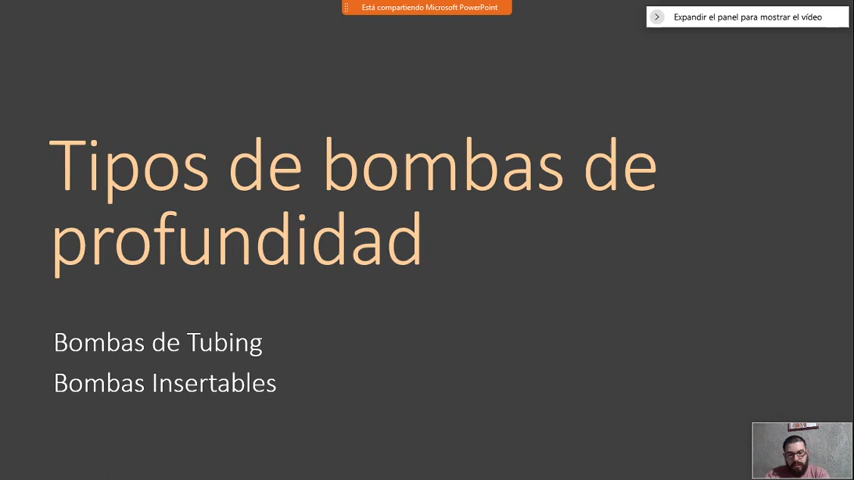 Está compartiendo Microsoft PowerPoint
Expandir el panel para mostrar el vídeo
Tipos de bombas de
profundidad
Bombas de Tubing
Bombas Insertables